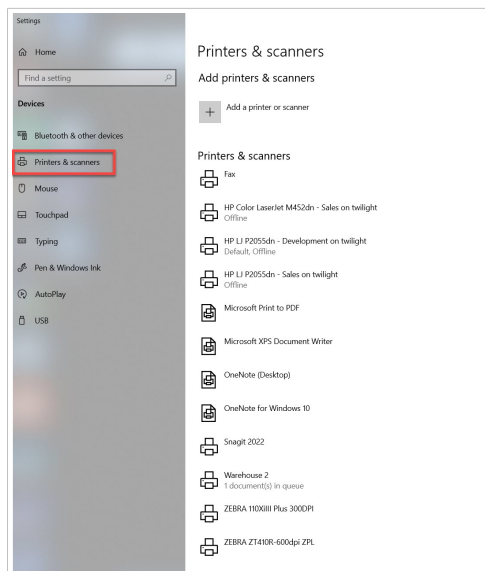 Settings
Home
Find a setting
Devices
Bluetooth & other devices
Printers & scanners
Mouse
Touchpad
Typing
Pen & Windows Ink
AutoPlay
USB
Printers & scanners
Add printers & scanners
Add a printer or scanner
Printers & scanners
Fax
HP Color LaserJet M452dn - Sales on twilight
Offline
HP LJ P2055dn - Development on twilight
Default, Offline
HP LJ P2055dn - Sales on twilight
Offline
Microsoft Print to PDF
Microsoft XPS Document Writer
OneNote (Desktop)
OneNote for Windows 10
Snagit 2022
Warehouse 2
1 document(s) in queue
ZEBRA 110XiIII Plus 300DPI
ZEBRA ZT410R-600dpi ZPL